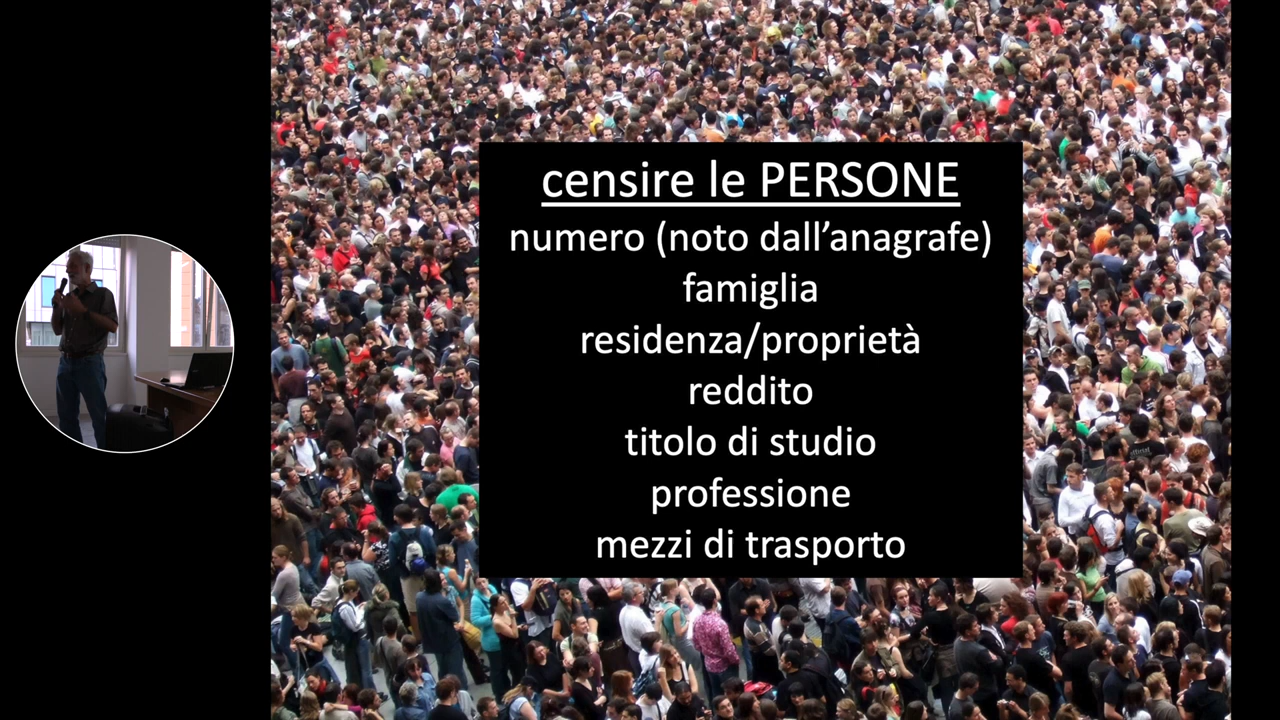 censire le PERSONE
numero (noto dall’anagrafe)
famiglia
residenza/proprietà
reddito
titolo di studio
professione
mezzi di trasporto